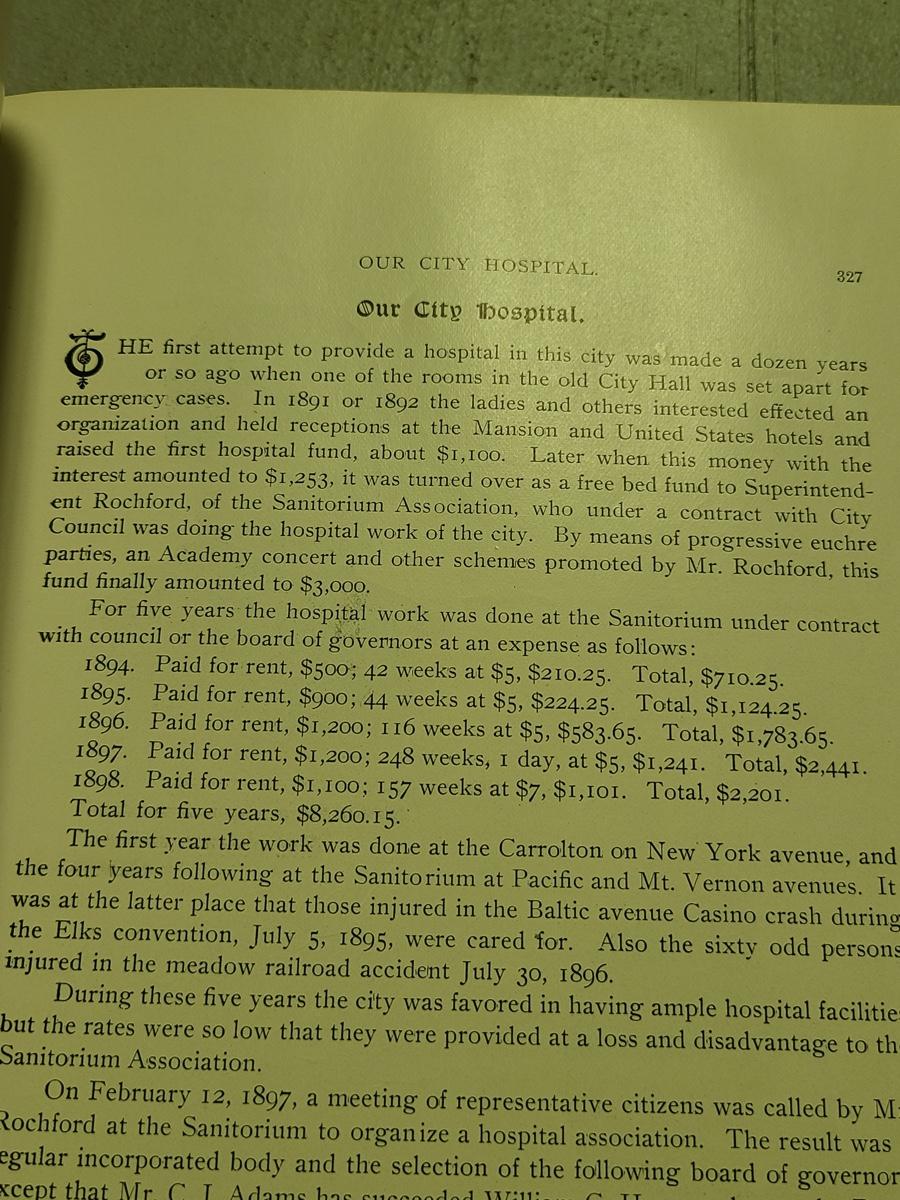 OUR CITY HOSPITAL.
327
Our City Hospital.
THE first attempt to provide a hospital in this city was made a dozen years
or so ago when one of the rooms in the old City Hall was set apart for
emergency cases. In 1891 or 1892 the ladies and others interested effected an
organization and held receptions at the Mansion and United States hotels and
raised the first hospital fund, about $1,100. Later when this money with the
interest amounted to $1,253, it was turned over as a free bed fund to Superintend-
ent Rochford, of the Sanitorium Association, who under a contract with City
Council was doing the hospital work of the city. By means of progressive euchre
parties, an Academy concert and other schemes promoted by Mr. Rochford, this
fund finally amounted to $3,000.
For five years the hospital work was done at the Sanitorium under contract
with council or the board of governors at an expense as follows:
1894. Paid for rent, $500; 42 weeks at $5, $210.25. Total, $710.25.
1895. Paid for rent, $900; 44 weeks at $5, $224.25. Total, $1,124.25.
1896. Paid for rent, $1,200; 116 weeks at $5, $583.65. Total, $1,783.65.
1897. Paid for rent, $1,200; 248 weeks, 1 day, at $5, $1,241. Total, $2,441.
1898. Paid for rent, $1,100; 157 weeks at $7, $1,101. Total, $2,201.
Total for five years, $8,260.15.
The first year the work was done at the Carrolton on New York avenue, and
the four years following at the Sanitorium at Pacific and Mt. Vernon avenues. It
was at the latter place that those injured in the Baltic avenue Casino crash during
the Elks convention, July 5, 1895, were cared for. Also the sixty odd persons
injured in the meadow railroad accident July 30, 1896.
During these five years the city was favored in having ample hospital facilitie
but the rates were so low that they were provided at a loss and disadvantage to th
Sanitorium Association.
On February 12, 1897, a meeting of representative citizens was called by M
Rochford at the Sanitorium to organize a hospital association. The result was
egular incorporated body and the selection of the following board of governor
xcept that Mr. C. J. Adams has succeeded William G.